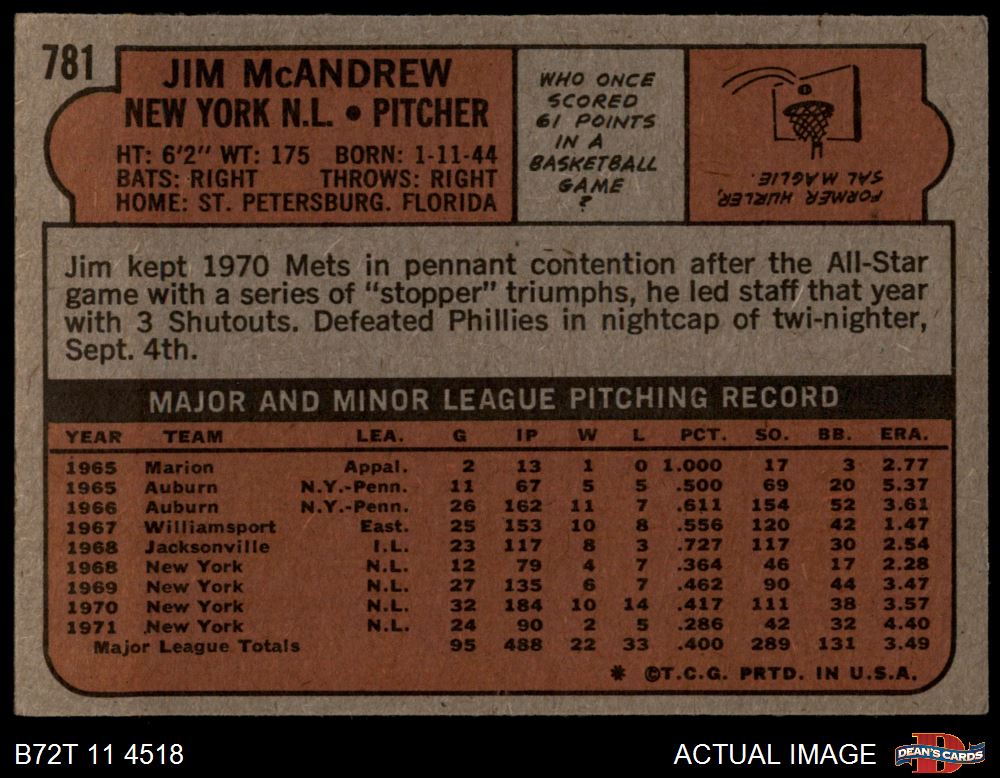 781
JIM McANDREW
NEW YORK N.L. • PITCHER
HT: 6'2" WT: 175 BORN: 1-11-44
BATS: RIGHT THROWS: RIGHT
HOME: ST. PETERSBURG. FLORIDA
WHO ONCE
SCORED
61 POINTS
IN A
BASKETBALL
GAME
?
FORMER HURLER,
SAL MAGLIE.
Jim kept 1970 Mets in pennant contention after the All-Star
game with a series of "stopper" triumphs, he led staff that year
with 3 Shutouts. Defeated Phillies in nightcap of twi-nighter,
Sept. 4th.
MAJOR AND MINOR LEAGUE PITCHING RECORD
YEAR TEAM LEA. G IP W L PCT. SO. BB. ERA.
1965 Marion Appal. 2 13 1 0 1.000 17 3 2.77
1965 Auburn N.Y.-Penn. 11 67 5 5 .500 69 20 5.37
1966 Auburn N.Y.-Penn. 26 162 11 7 .611 154 52 3.61
1967 Williamsport East. 25 153 10 8 .556 120 42 1.47
1968 Jacksonville I.L. 23 117 8 3 .727 117 30 2.54
1968 New York N.L. 12 79 4 7 .364 46 17 2.28
1969 New York N.L. 27 135 6 7 .462 90 44 3.47
1970 New York N.L. 32 184 10 14 .417 111 38 3.57
1971 New York N.L. 24 90 2 5 .286 42 32 4.40
Major League Totals 95 488 22 33 .400 289 131 3.49
* ©T.C.G. PRTD. IN U.S.A.
B72T 11 4518
ACTUAL IMAGE
DEAN'S CARDS